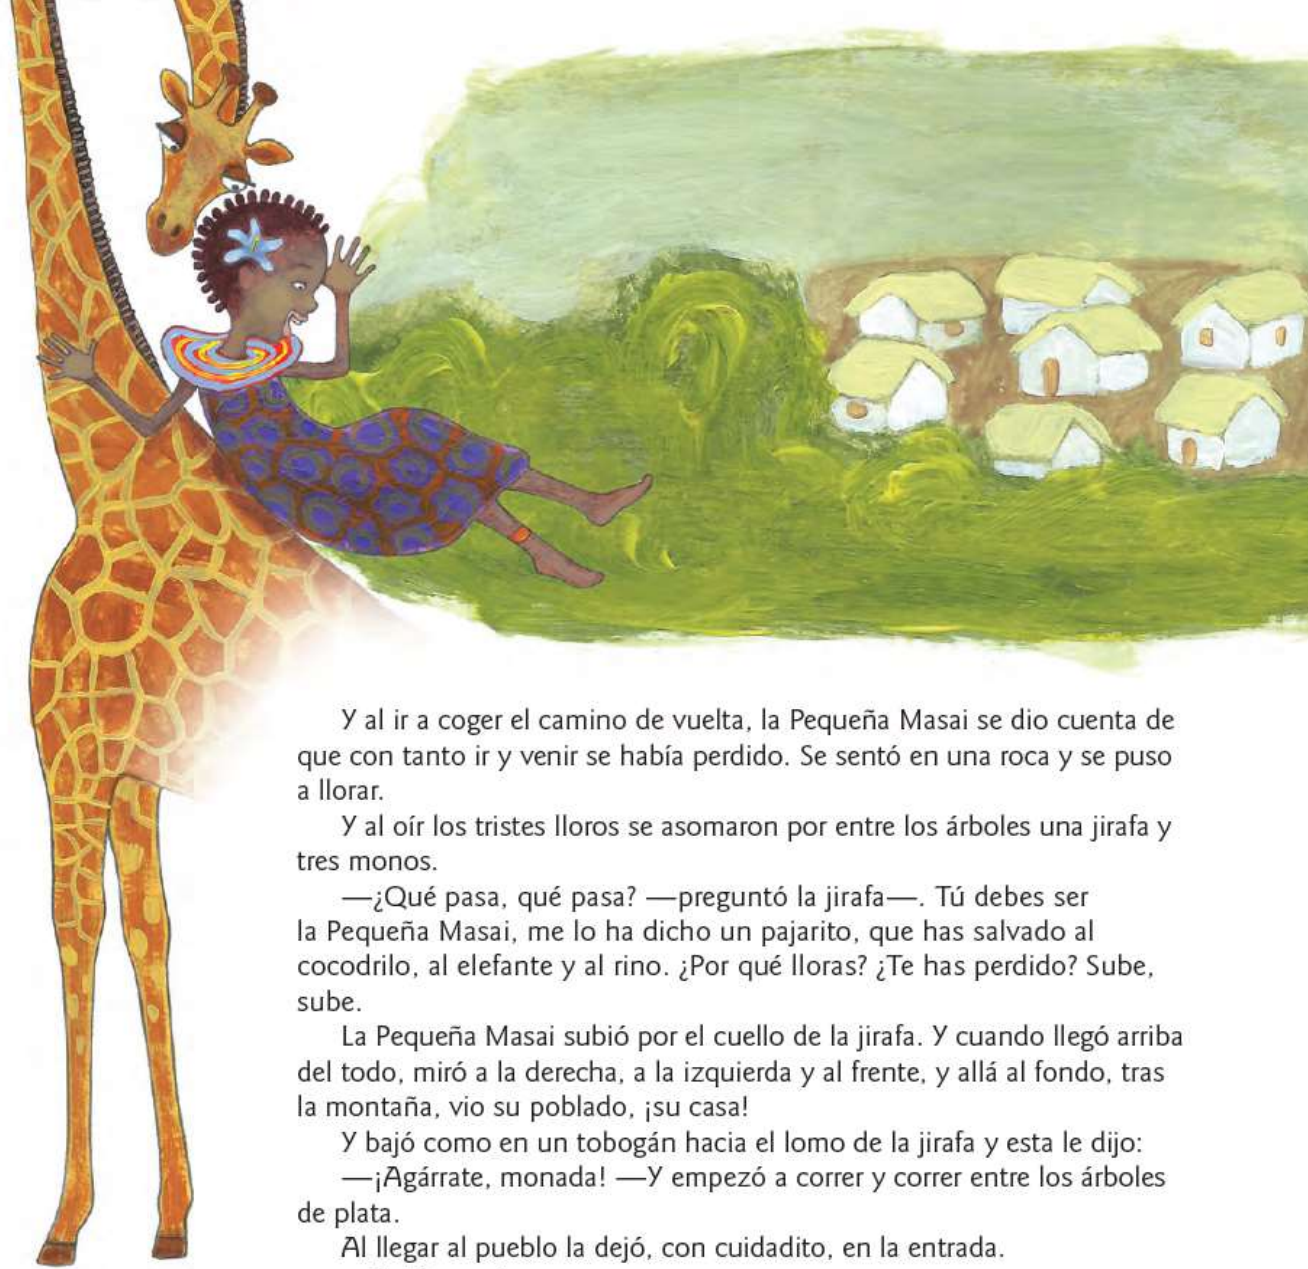 Y al ir a coger el camino de vuelta, la Pequeña Masai se dio cuenta de
que con tanto ir y venir se había perdido. Se sentó en una roca y se puso
a llorar.
Y al oír los tristes lloros se asomaron por entre los árboles una jirafa y
tres monos.
—¿Qué pasa, qué pasa? —preguntó la jirafa—. Tú debes ser
la Pequeña Masai, me lo ha dicho un pajarito, que has salvado al
cocodrilo, al elefante y al rino. ¿Por qué lloras? ¿Te has perdido? Sube,
sube.
La Pequeña Masai subió por el cuello de la jirafa. Y cuando llegó arriba
del todo, miró a la derecha, a la izquierda y al frente, y allá al fondo, tras
la montaña, vio su poblado, ¡su casa!
Y bajó como en un tobogán hacia el lomo de la jirafa y esta le dijo:
—¡Agárrate, monada! —Y empezó a correr y correr entre los árboles
de plata.
Al llegar al pueblo la dejó, con cuidadito, en la entrada.